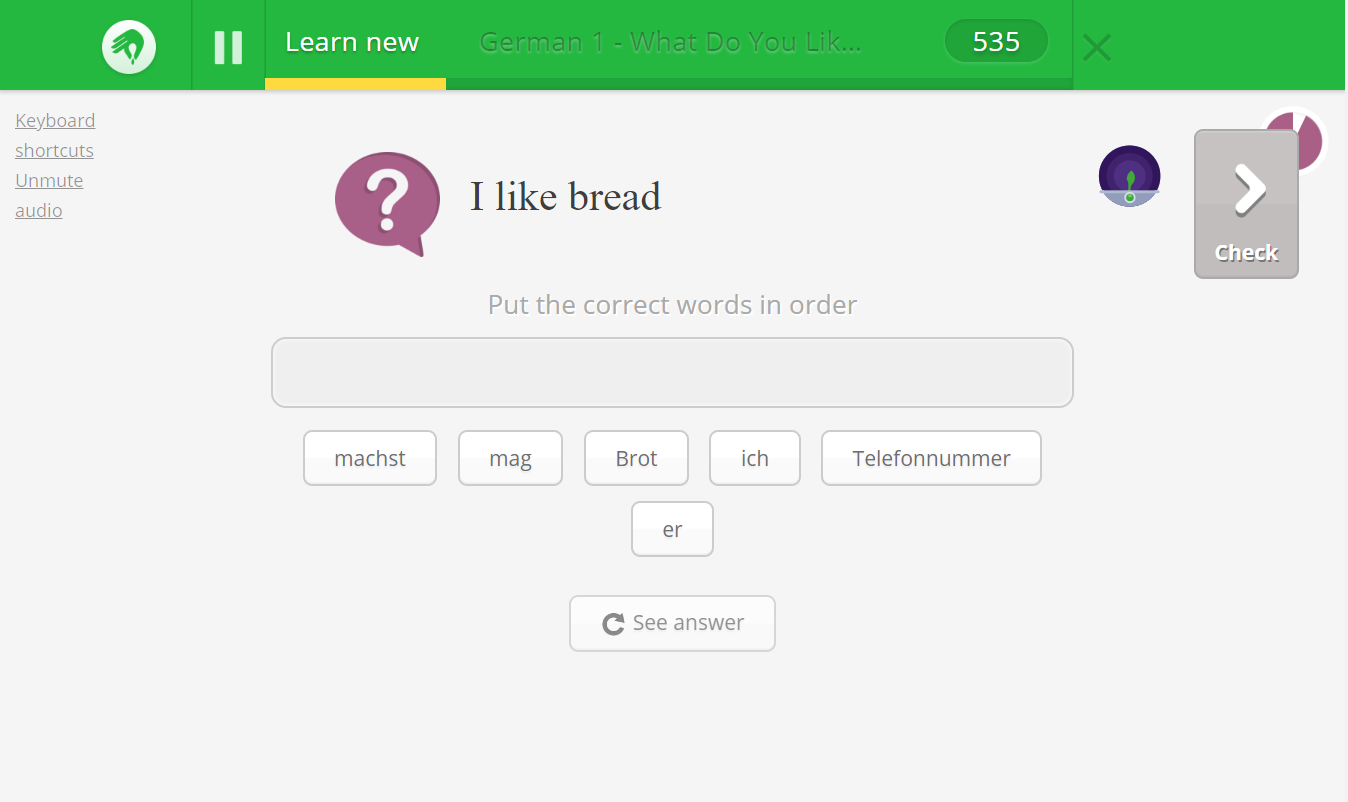 Learn new
German 1 - What Do You Lik...
535
Keyboard
shortcuts
Unmute
audio
?
I like bread
Check
Put the correct words in order
machst mag Brot ich Telefonnummer
er
See answer